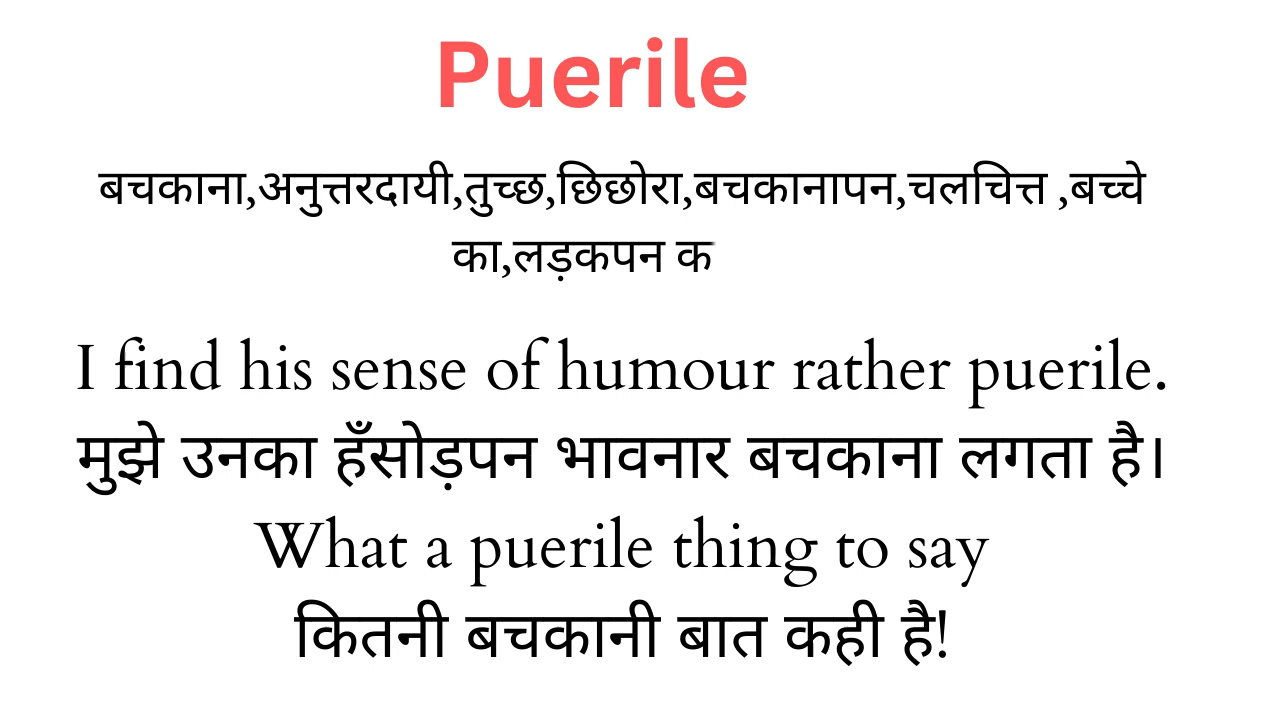 Puerile
बचकाना,अनुत्तरदायी,तुच्छ,छिछोरा,बचकानापन,चलचित्त ,बच्चे
का,लड़कपन क
I find his sense of humour rather puerile.
मुझे उनका हँसोड़पन भावनार बचकाना लगता है।
What a puerile thing to say
कितनी बचकानी बात कही है!